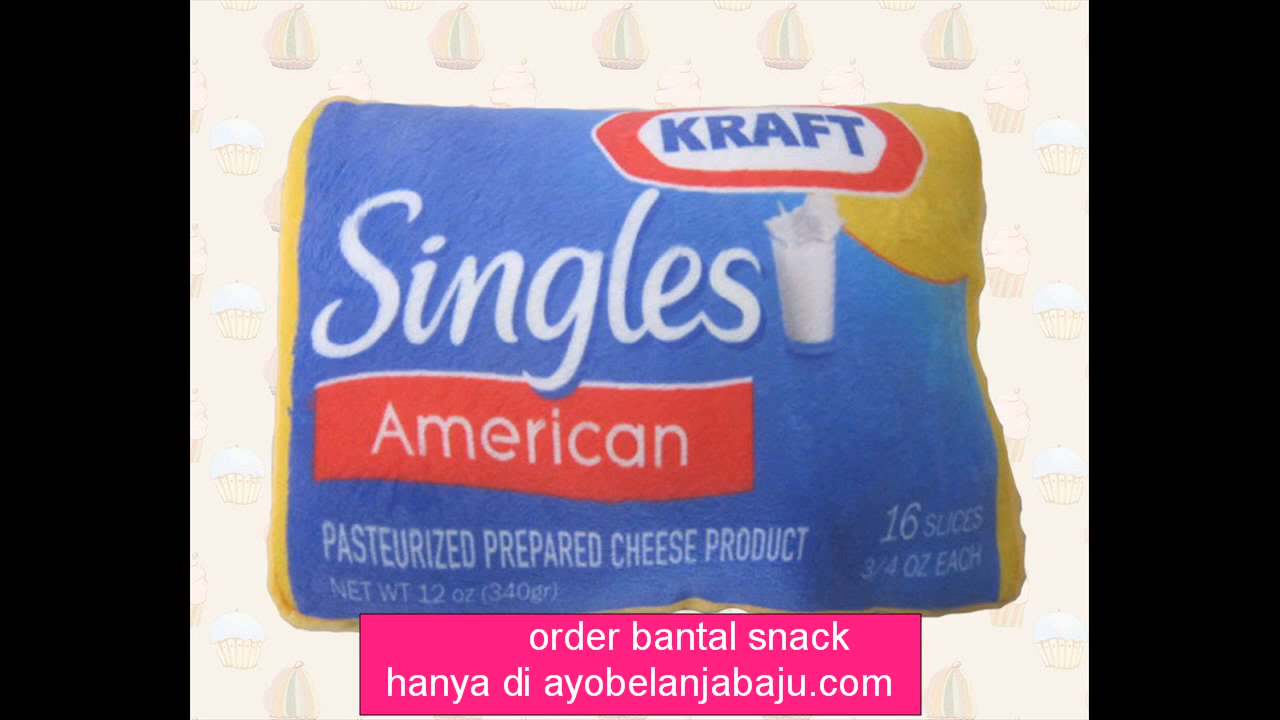 KRAFT
Singles
American
PASTEURIZED PREPARED CHEESE PRODUCT
NET WT 12 oz (340gr)
16 SLICES
3/4 OZ EACH
order bantal snack
hanya di ayobelanjabaju.com